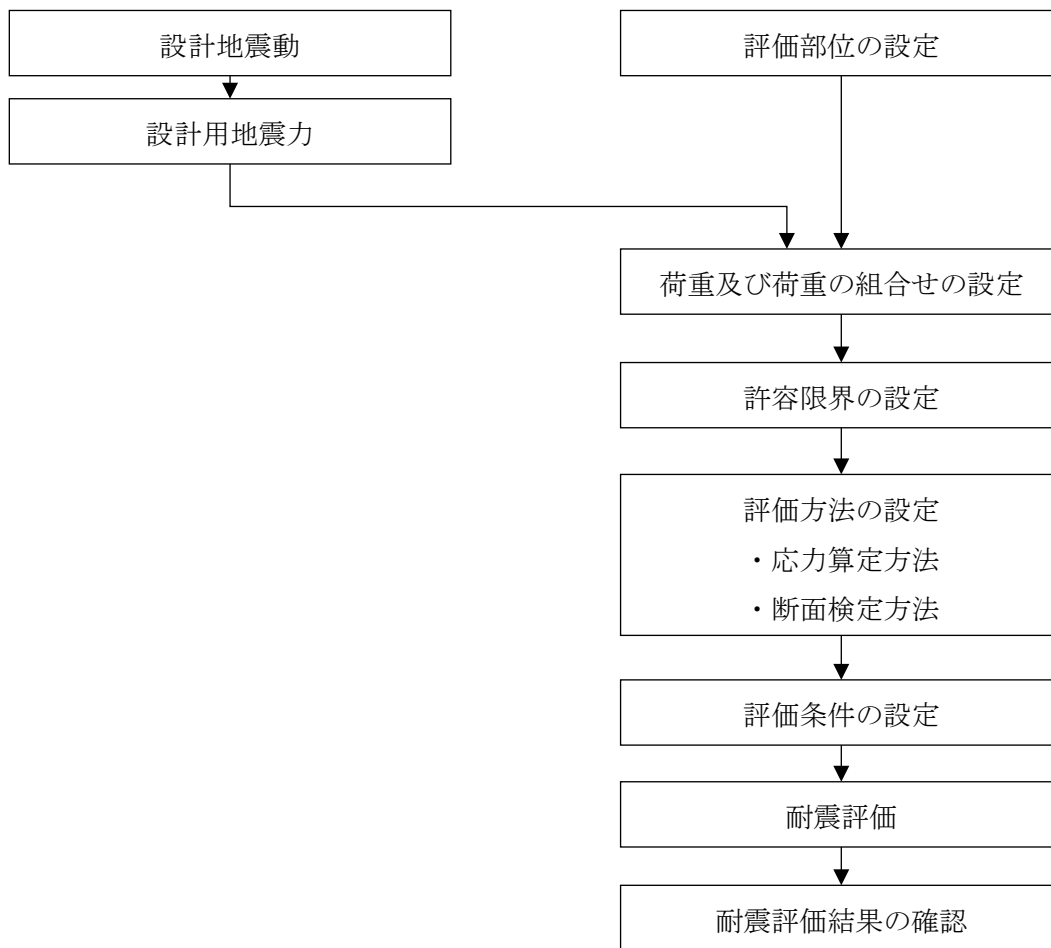 設計地震動
評価部位の設定
設計用地震力
荷重及び荷重の組合せの設定
許容限界の設定
評価方法の設定
・応力算定方法
・断面検定方法
評価条件の設定
耐震評価
耐震評価結果の確認